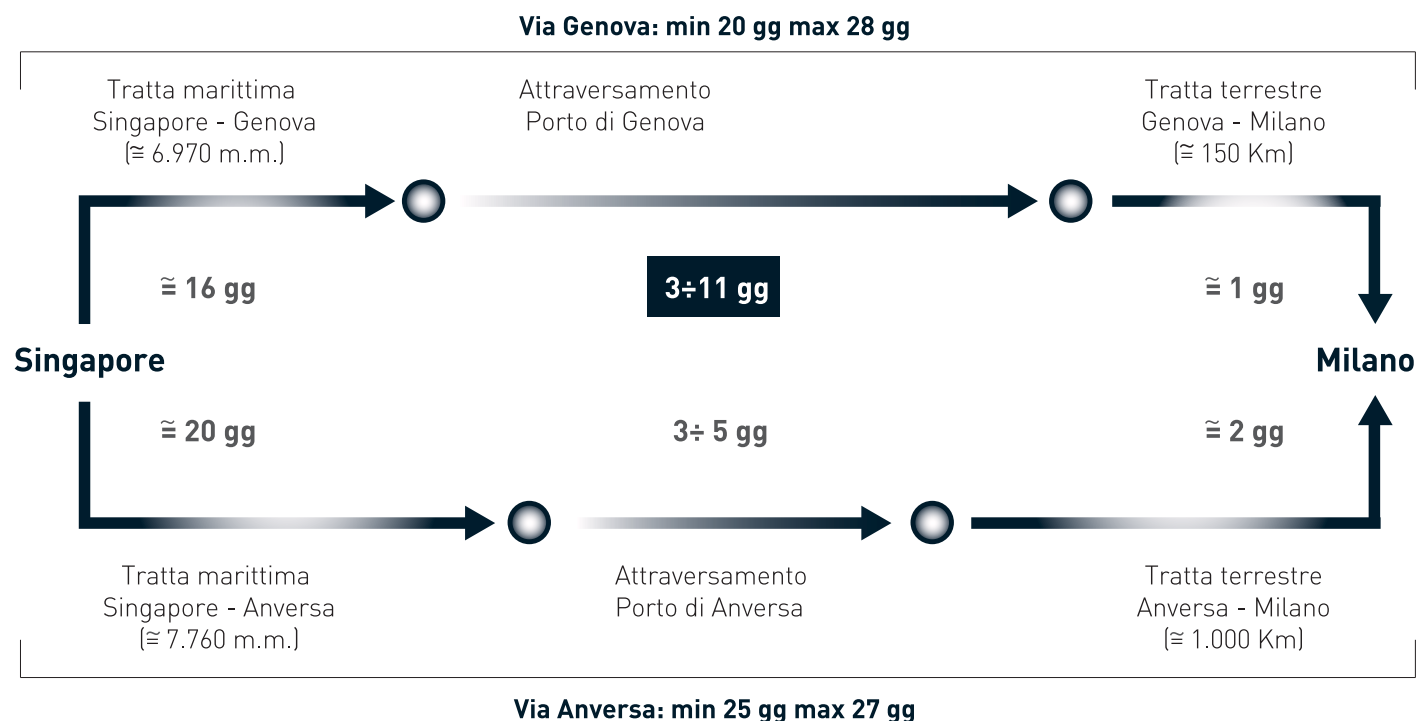 Via Genova: min 20 gg max 28 gg
Tratta marittima
Singapore - Genova
(≅ 6.970 m.m.)
Attraversamento
Porto di Genova
Tratta terrestre
Genova - Milano
(≅ 150 Km)
≅ 16 gg
3÷11 gg
≅ 1 gg
Singapore
Milano
≅ 20 gg
3÷ 5 gg
≅ 2 gg
Tratta marittima
Singapore - Anversa
(≅ 7.760 m.m.)
Attraversamento
Porto di Anversa
Tratta terrestre
Anversa - Milano
(≅ 1.000 Km)
Via Anversa: min 25 gg max 27 gg